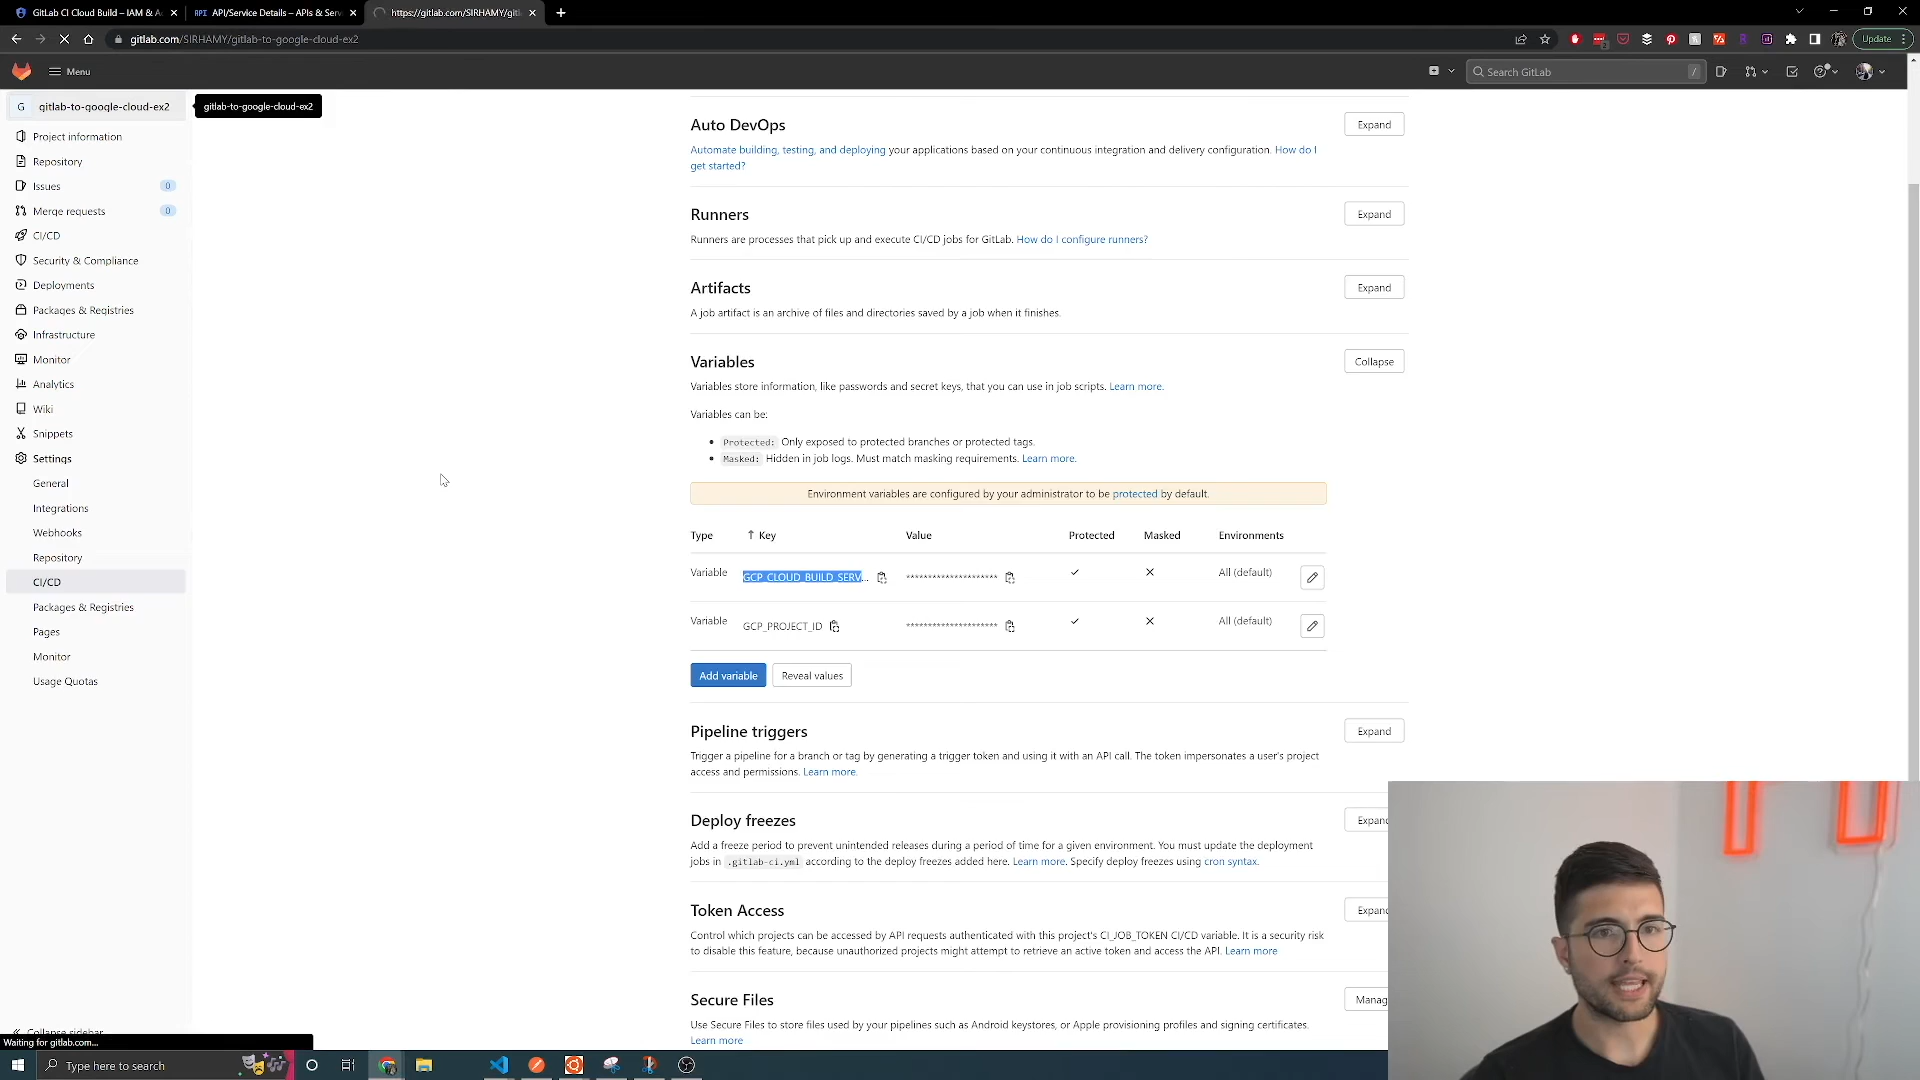 GitLab CI Cloud Build – IAM & A
API API/Service Details – APIs & Serv
https://gitlab.com/SIRHAMY/gitl
gitlab.com/SIRHAMY/gitlab-to-google-cloud-ex2
Update
Menu
Search GitLab
/
G gitlab-to-google-cloud-ex2
gitlab-to-google-cloud-ex2
Project information
Repository
Issues 0
Merge requests 0
CI/CD
Security & Compliance
Deployments
Packages & Registries
Infrastructure
Monitor
Analytics
Wiki
Snippets
Settings
General
Integrations
Webhooks
Repository
CI/CD
Packages & Registries
Pages
Monitor
Usage Quotas
Collapse sidebar
Waiting for gitlab.com...
Auto DevOps
Expand
Automate building, testing, and deploying your applications based on your continuous integration and delivery configuration. How do I
get started?
Runners
Expand
Runners are processes that pick up and execute CI/CD jobs for GitLab. How do I configure runners?
Artifacts
Expand
A job artifact is an archive of files and directories saved by a job when it finishes.
Variables
Collapse
Variables store information, like passwords and secret keys, that you can use in job scripts. Learn more.
Variables can be:
• Protected: Only exposed to protected branches or protected tags.
• Masked: Hidden in job logs. Must match masking requirements. Learn more.
Environment variables are configured by your administrator to be protected by default.
Type ↑ Key Value Protected Masked Environments
Variable GCP_CLOUD_BUILD_SERV... ********************* ✓ ✕ All (default)
Variable GCP_PROJECT_ID ********************* ✓ ✕ All (default)
Add variable Reveal values
Pipeline triggers
Expand
Trigger a pipeline for a branch or tag by generating a trigger token and using it with an API call. The token impersonates a user's project
access and permissions. Learn more.
Deploy freezes
Expand
Add a freeze period to prevent unintended releases during a period of time for a given environment. You must update the deployment
jobs in .gitlab-ci.yml according to the deploy freezes added here. Learn more. Specify deploy freezes using cron syntax.
Token Access
Expand
Control which projects can be accessed by API requests authenticated with this project's CI_JOB_TOKEN CI/CD variable. It is a security risk
to disable this feature, because unauthorized projects might attempt to retrieve an active token and access the API. Learn more
Secure Files
Manag
Use Secure Files to store files used by your pipelines such as Android keystores, or Apple provisioning profiles and signing certificates.
Learn more
Type here to search